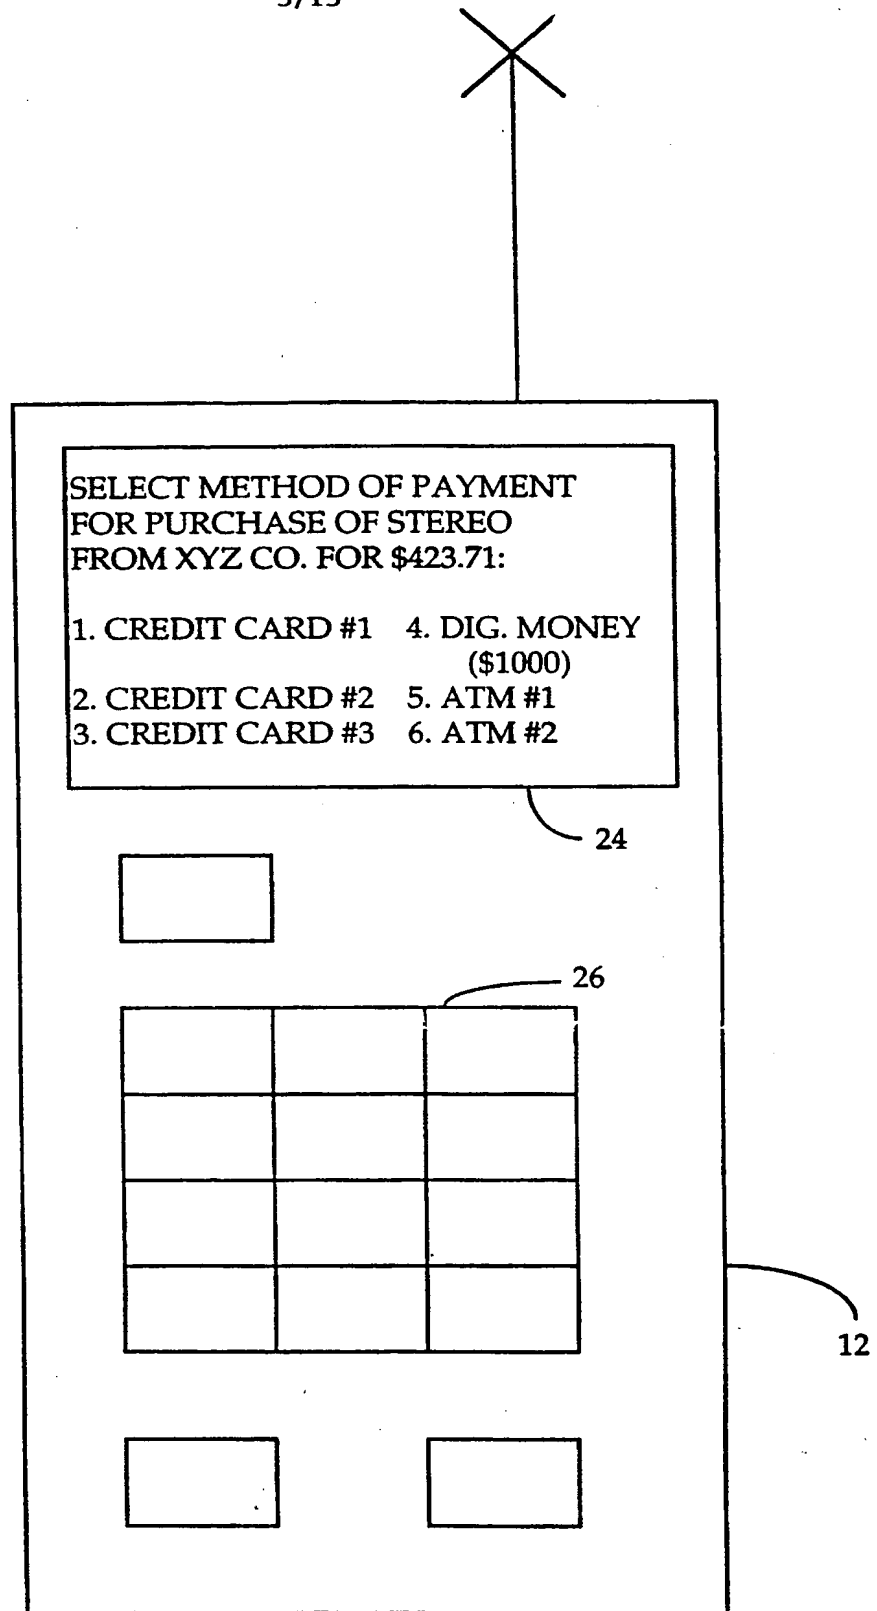 SELECT METHOD OF PAYMENT
FOR PURCHASE OF STEREO
FROM XYZ CO. FOR $423.71:
1. CREDIT CARD #1 4. DIG. MONEY
($1000)
2. CREDIT CARD #2 5. ATM #1
3. CREDIT CARD #3 6. ATM #2
24
26
12